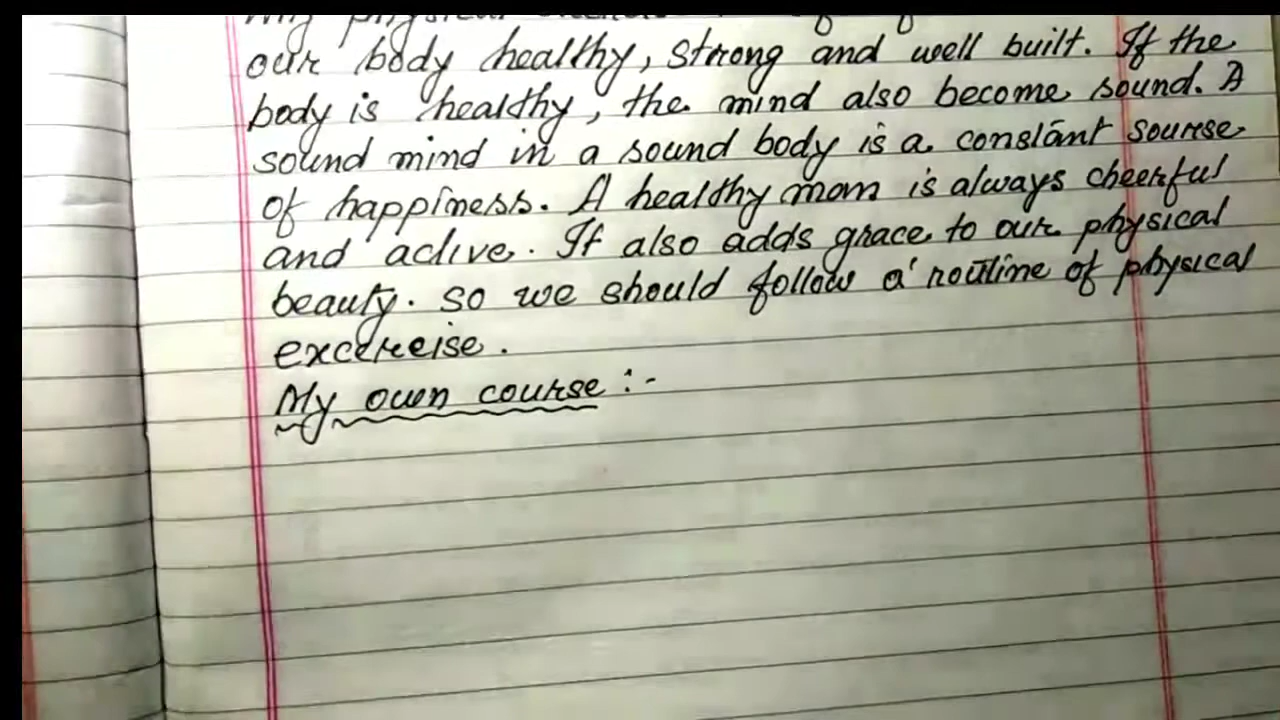 our body healthy, strong and well built. If the
body is healthy, the mind also become sound. A
sound mind in a sound body is a constant sourse
of happiness. A healthy man is always cheerful
and active. It also adds grace to our physical
beauty. so we should follow a routine of physical
excercise.
My own course :-